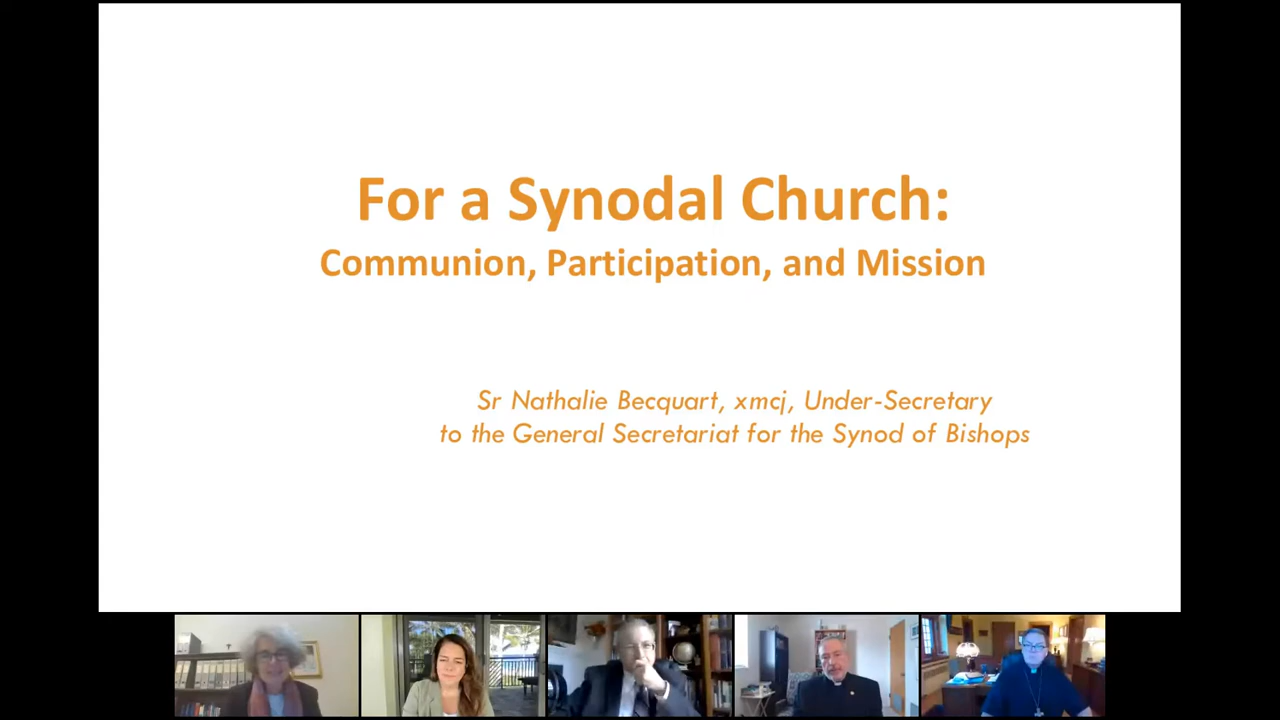 For a Synodal Church:
Communion, Participation, and Mission
Sr Nathalie Becquart, xmcj, Under-Secretary
to the General Secretariat for the Synod of Bishops